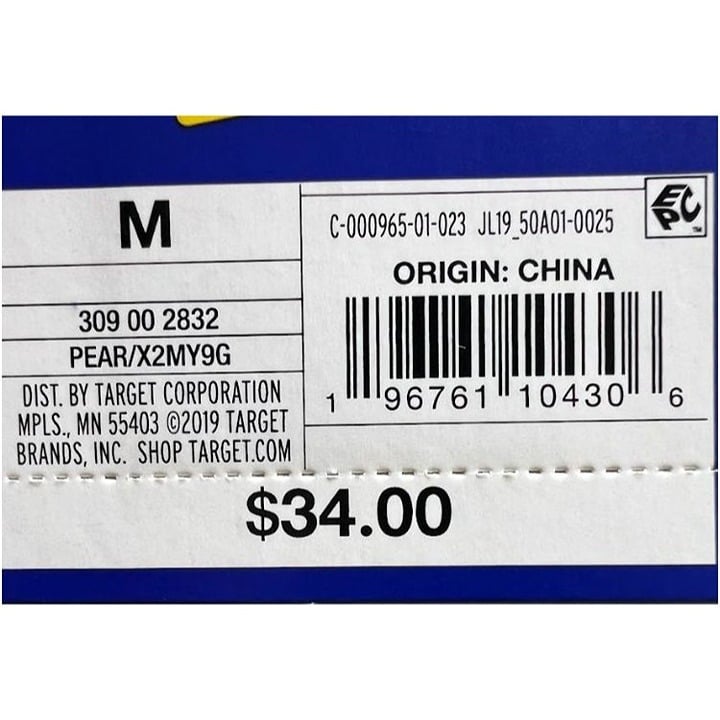 M
309 00 2832
PEAR/X2MY9G
DIST. BY TARGET CORPORATION
MPLS., MN 55403 ©2019 TARGET
BRANDS, INC. SHOP TARGET.COM
C-000965-01-023 JL19_50A01-0025
EPC™
ORIGIN: CHINA
1 96761 10430 6
$34.00